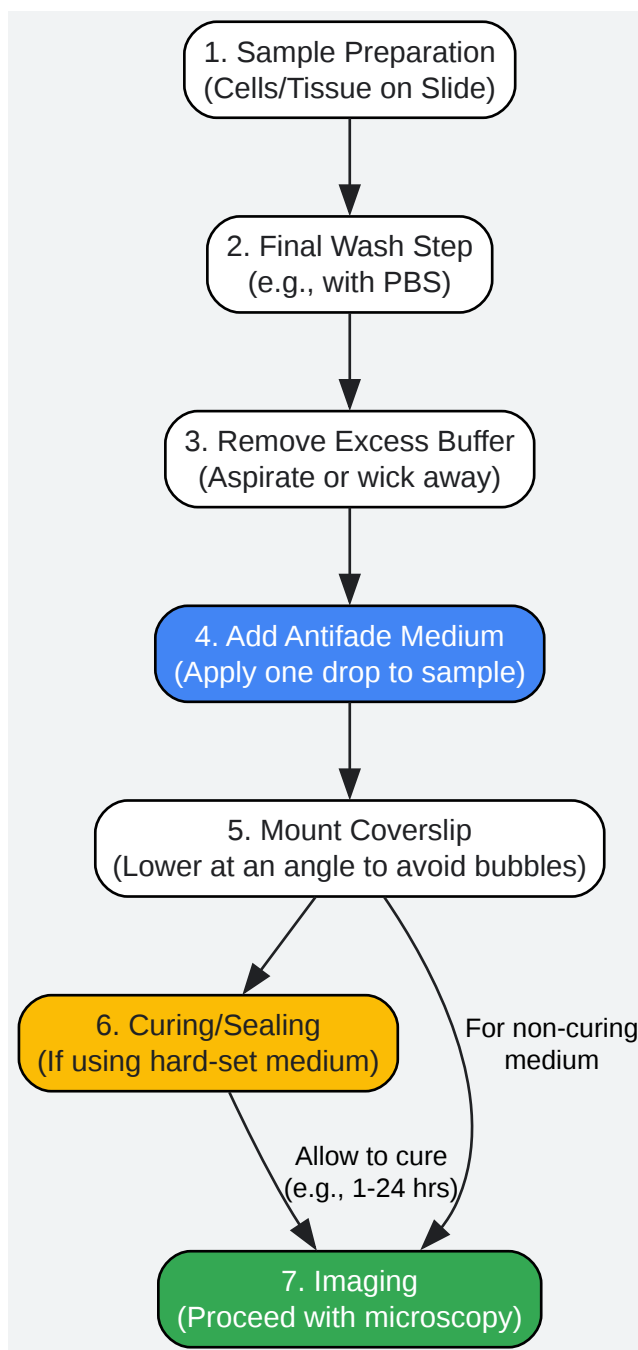 1. Sample Preparation
(Cells/Tissue on Slide)
2. Final Wash Step
(e.g., with PBS)
3. Remove Excess Buffer
(Aspirate or wick away)
4. Add Antifade Medium
(Apply one drop to sample)
5. Mount Coverslip
(Lower at an angle to avoid bubbles)
6. Curing/Sealing
(If using hard-set medium)
For non-curing
medium
Allow to cure
(e.g., 1-24 hrs)
7. Imaging
(Proceed with microscopy)